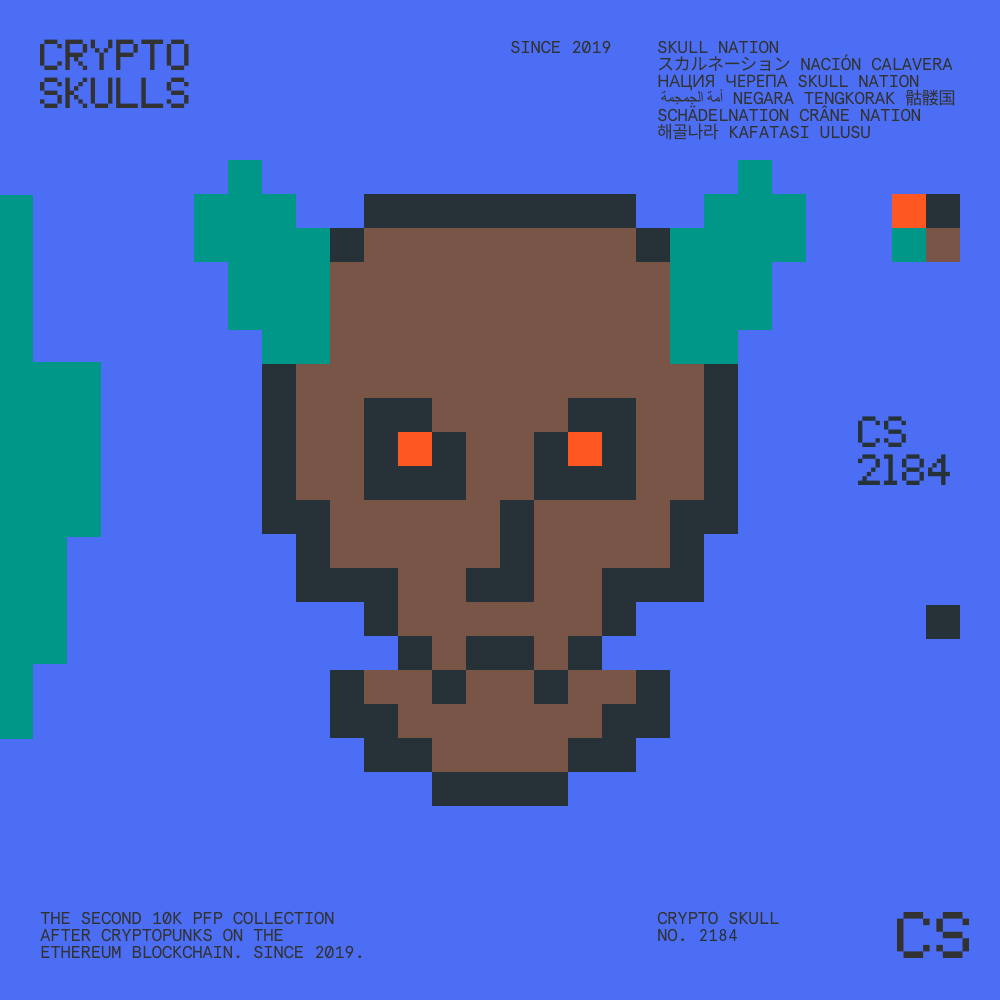 CRYPTO
SKULLS
SINCE 2019
SKULL NATION
スカルネーション NACIÓN CALAVERA
НАЦИЯ ЧЕРЕПА SKULL NATION
أمة الجمجمة NEGARA TENGKORAK 骷髅国
SCHÄDELNATION CRÂNE NATION
해골나라 KAFATASI ULUSU
CS
2184
THE SECOND 10K PFP COLLECTION
AFTER CRYPTOPUNKS ON THE
ETHEREUM BLOCKCHAIN. SINCE 2019.
CRYPTO SKULL
NO. 2184
CS